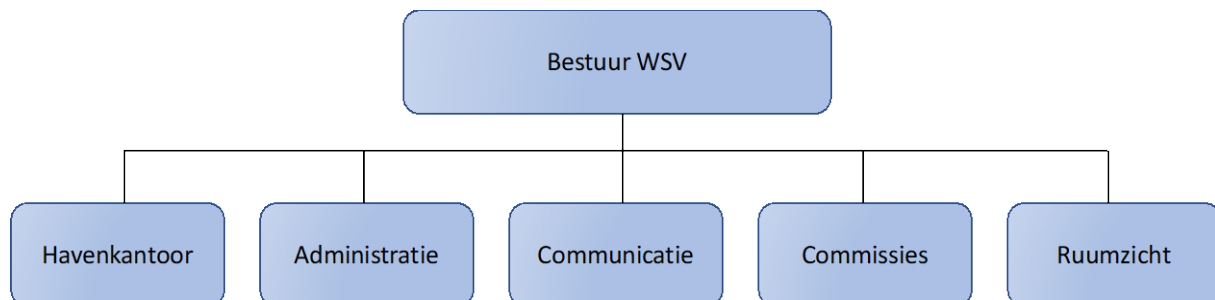 Bestuur WSV
Havenkantoor
Administratie
Communicatie
Commissies
Ruumzicht